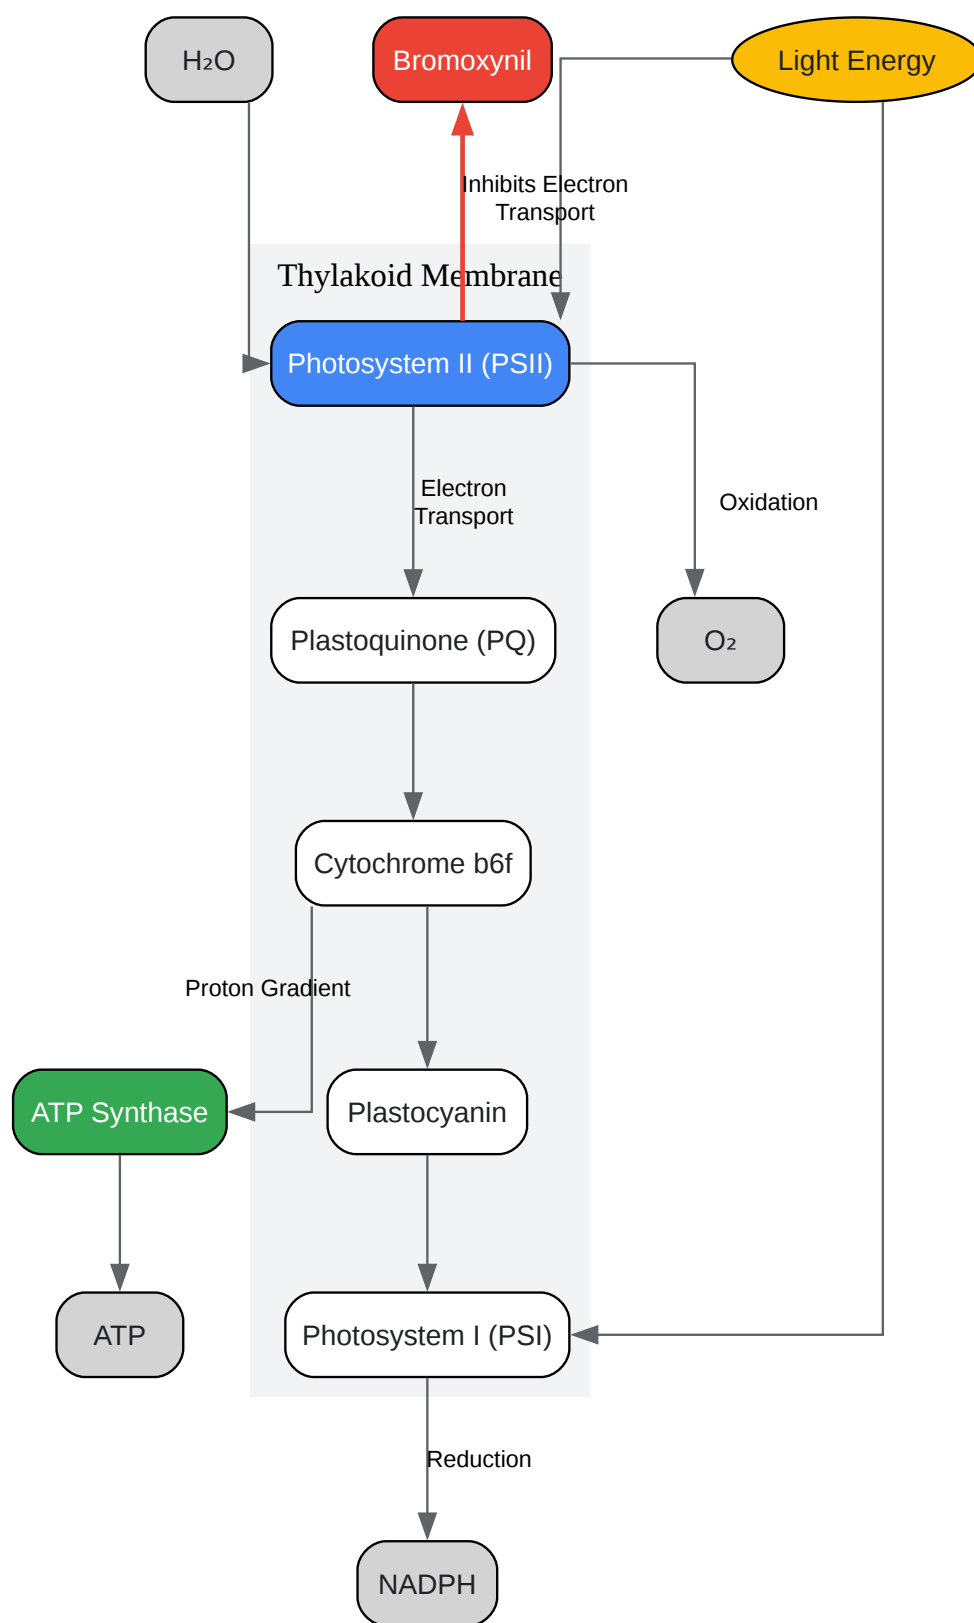 H₂O
Bromoxynil
Light Energy
Inhibits Electron
Transport
Thylakoid Membrane
Photosystem II (PSII)
Electron
Transport
Oxidation
Plastoquinone (PQ)
O₂
Cytochrome b6f
Proton Gradient
ATP Synthase
Plastocyanin
ATP
Photosystem I (PSI)
Reduction
NADPH